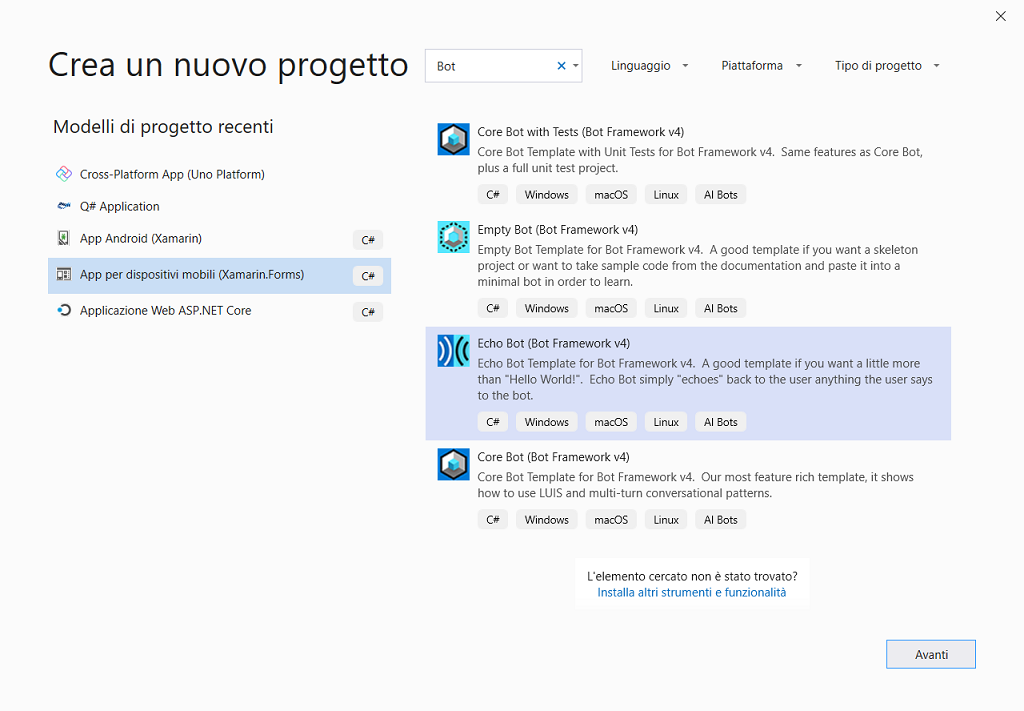 Crea un nuovo progetto
Bot
Linguaggio
Piattaforma
Tipo di progetto
Modelli di progetto recenti
Cross-Platform App (Uno Platform)
Q# Application
App Android (Xamarin)
C#
App per dispositivi mobili (Xamarin.Forms)
C#
Applicazione Web ASP.NET Core
C#
Core Bot with Tests (Bot Framework v4)
Core Bot Template with Unit Tests for Bot Framework v4.  Same features as Core Bot,
plus a full unit test project.
C# Windows macOS Linux AI Bots
Empty Bot (Bot Framework v4)
Empty Bot Template for Bot Framework v4.  A good template if you want a skeleton
project or want to take sample code from the documentation and paste it into a
minimal bot in order to learn.
C# Windows macOS Linux AI Bots
Echo Bot (Bot Framework v4)
Echo Bot Template for Bot Framework v4.  A good template if you want a little more
than "Hello World!".  Echo Bot simply "echoes" back to the user anything the user says
to the bot.
C# Windows macOS Linux AI Bots
Core Bot (Bot Framework v4)
Core Bot Template for Bot Framework v4.  Our most feature rich template, it shows
how to use LUIS and multi-turn conversational patterns.
C# Windows macOS Linux AI Bots
L'elemento cercato non è stato trovato?
Installa altri strumenti e funzionalità
Avanti